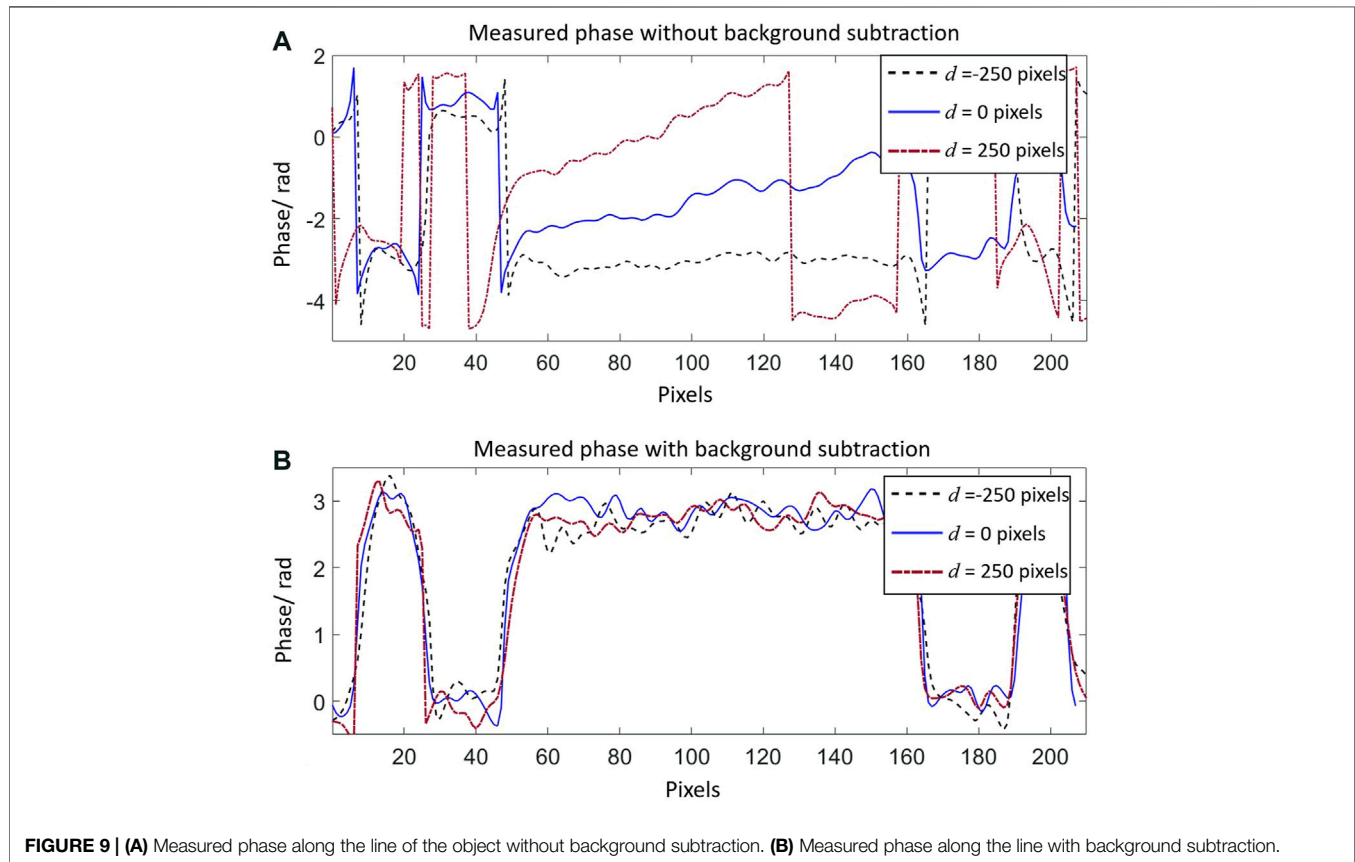 A
Measured phase without background subtraction
2
0
-2
-4
Phase/ rad
d =-250 pixels
d = 0 pixels
d = 250 pixels
20 40 60 80 100 120 140 160 180 200
Pixels
B
Measured phase with background subtraction
3
2
1
0
Phase/ rad
d =-250 pixels
d = 0 pixels
d = 250 pixels
20 40 60 80 100 120 140 160 180 200
Pixels
FIGURE 9 | (A) Measured phase along the line of the object without background subtraction. (B) Measured phase along the line with background subtraction.